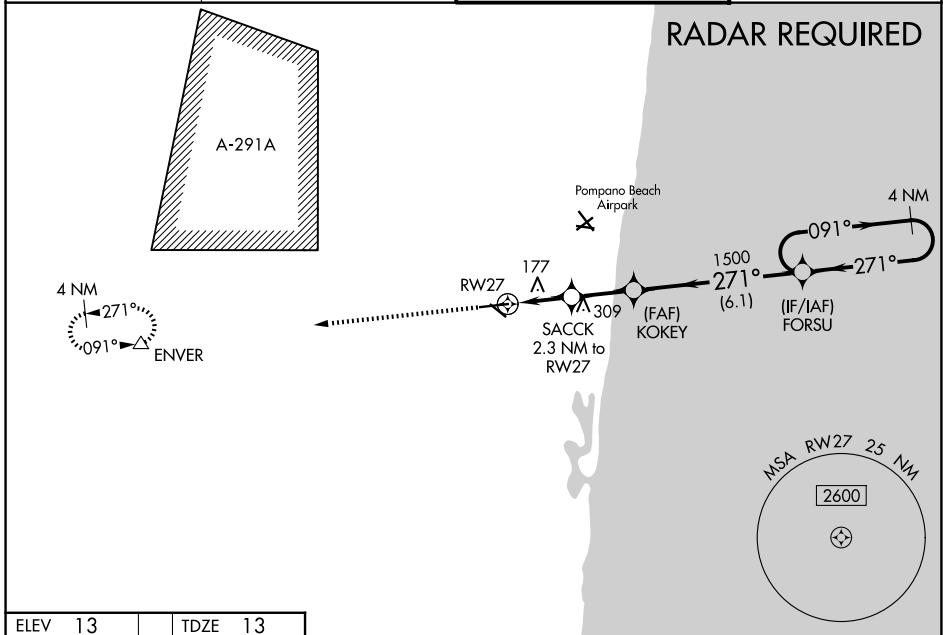 RADAR REQUIRED
A-291A
Pompano Beach
Airpark
4 NM
091°
271°
1500
271°
(6.1)
(IF/IAF)
FORSU
177
RW27
309
(FAF)
KOKEY
SACCK
2.3 NM to
RW27
4 NM
271°
091°
ENVER
MSA RW27 25 NM
2600
ELEV 13
TDZE 13